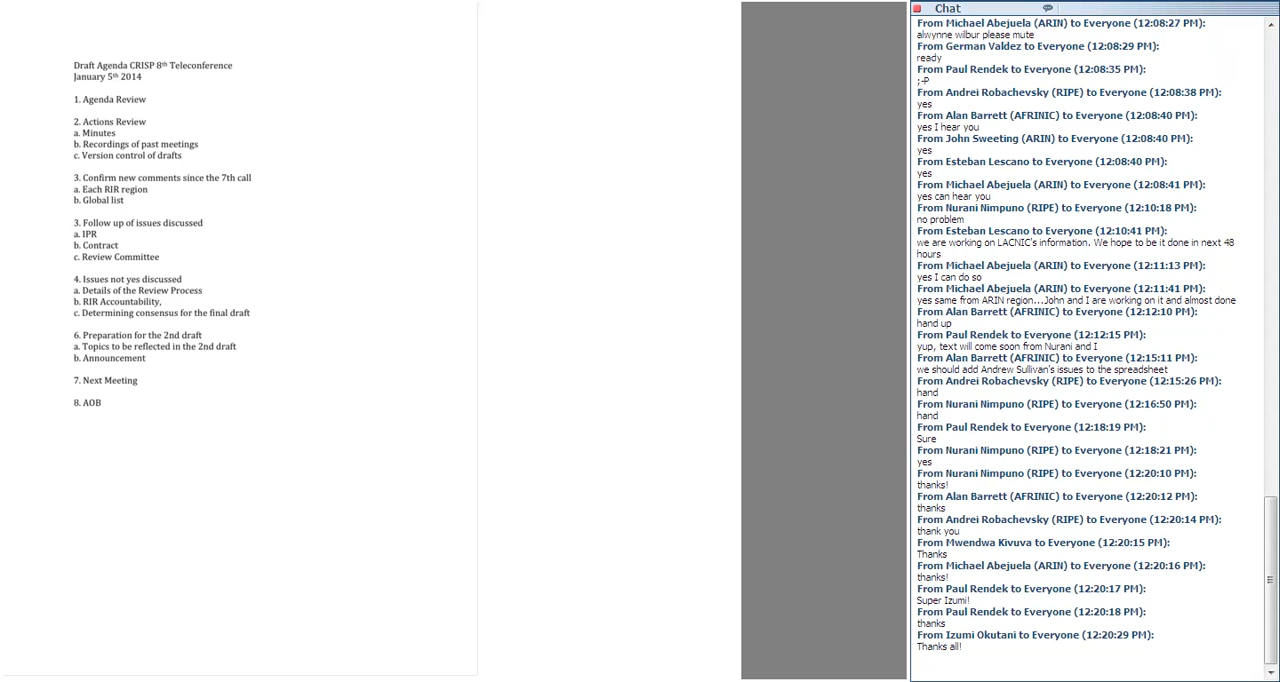 Draft Agenda CRISP 8th Teleconference
January 5th 2014
1. Agenda Review
2. Actions Review
a. Minutes
b. Recordings of past meetings
c. Version control of drafts
3. Confirm new comments since the 7th call
a. Each RIR region
b. Global list
3. Follow up of issues discussed
a. IPR
b. Contract
c. Review Committee
4. Issues not yes discussed
a. Details of the Review Process
b. RIR Accountability,
c. Determining consensus for the final draft
6. Preparation for the 2nd draft
a. Topics to be reflected in the 2nd draft
b. Announcement
7. Next Meeting
8. AOB
Chat
From Michael Abejuela (ARIN) to Everyone (12:08:27 PM):
alwynne wilbur please mute
From German Valdez to Everyone (12:08:29 PM):
ready
From Paul Rendek to Everyone (12:08:35 PM):
;-P
From Andrei Robachevsky (RIPE) to Everyone (12:08:38 PM):
yes
From Alan Barrett (AFRINIC) to Everyone (12:08:40 PM):
yes I hear you
From John Sweeting (ARIN) to Everyone (12:08:40 PM):
yes
From Esteban Lescano to Everyone (12:08:40 PM):
yes
From Michael Abejuela (ARIN) to Everyone (12:08:41 PM):
yes can hear you
From Nurani Nimpuno (RIPE) to Everyone (12:10:18 PM):
no problem
From Esteban Lescano to Everyone (12:10:41 PM):
we are working on LACNIC's information. We hope to be it done in next 48
hours
From Michael Abejuela (ARIN) to Everyone (12:11:13 PM):
yes I can do so
From Michael Abejuela (ARIN) to Everyone (12:11:41 PM):
yes same from ARIN region...John and I are working on it and almost done
From Alan Barrett (AFRINIC) to Everyone (12:12:10 PM):
hand up
From Paul Rendek to Everyone (12:12:15 PM):
yup, text will come soon from Nurani and I
From Alan Barrett (AFRINIC) to Everyone (12:15:11 PM):
we should add Andrew Sullivan's issues to the spreadsheet
From Andrei Robachevsky (RIPE) to Everyone (12:15:26 PM):
hand
From Nurani Nimpuno (RIPE) to Everyone (12:16:50 PM):
hand
From Paul Rendek to Everyone (12:18:19 PM):
Sure
From Nurani Nimpuno (RIPE) to Everyone (12:18:21 PM):
yes
From Nurani Nimpuno (RIPE) to Everyone (12:20:10 PM):
thanks!
From Alan Barrett (AFRINIC) to Everyone (12:20:12 PM):
thanks
From Andrei Robachevsky (RIPE) to Everyone (12:20:14 PM):
thank you
From Mwendwa Kivuva to Everyone (12:20:15 PM):
Thanks
From Michael Abejuela (ARIN) to Everyone (12:20:16 PM):
thanks!
From Paul Rendek to Everyone (12:20:17 PM):
Super Izumi!
From Paul Rendek to Everyone (12:20:18 PM):
thanks
From Izumi Okutani to Everyone (12:20:29 PM):
Thanks all!